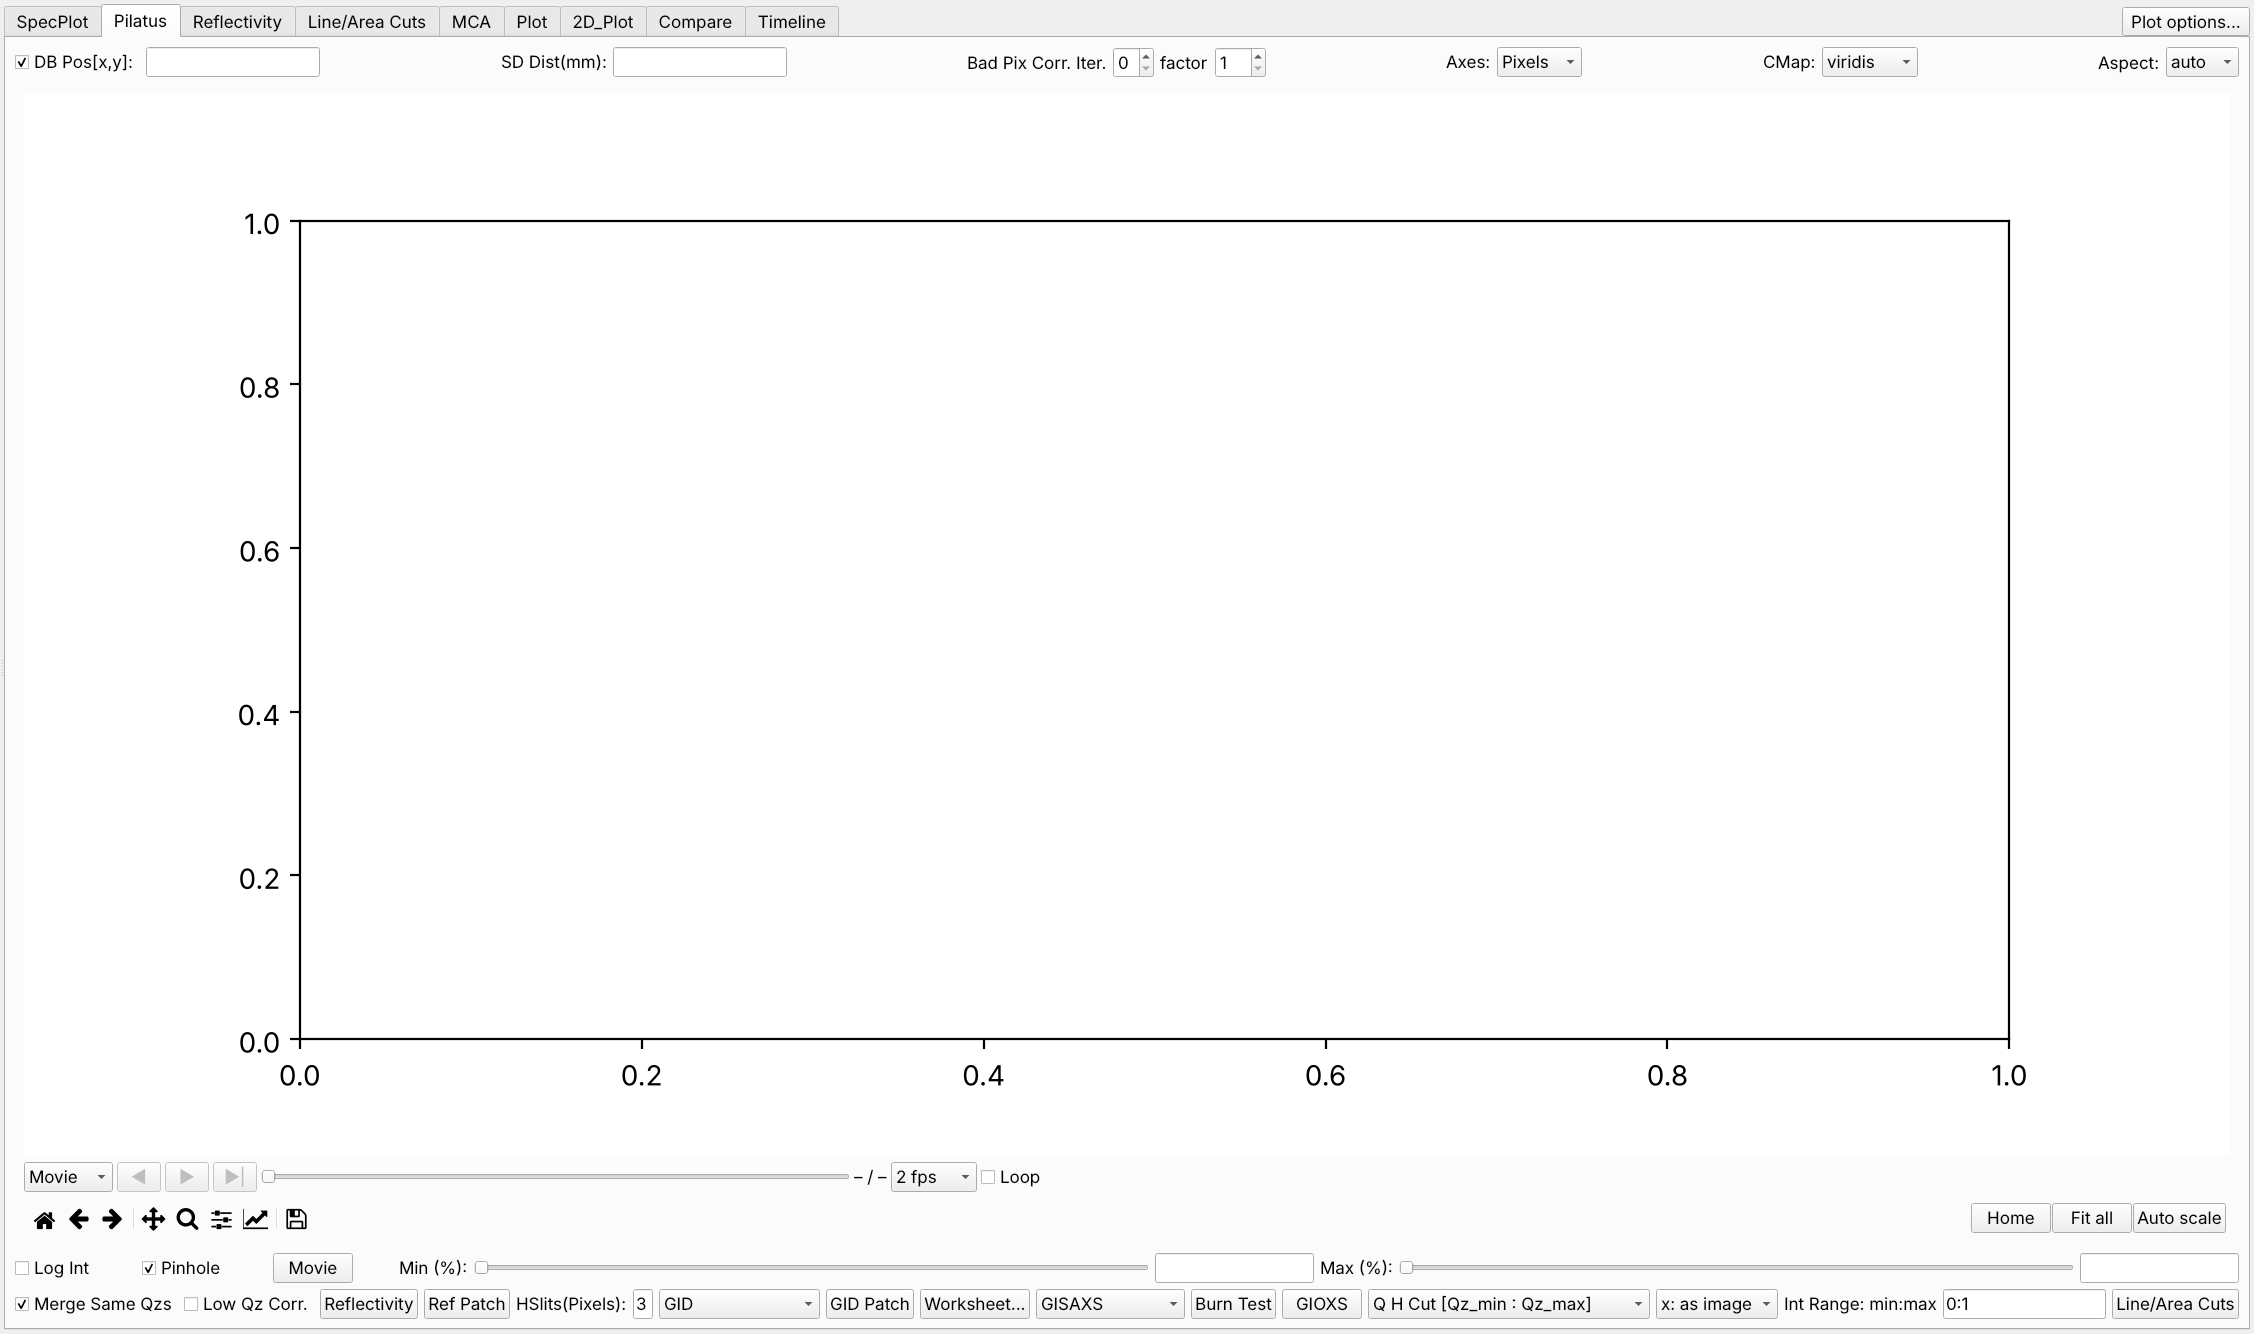 SpecPlot Pilatus Reflectivity Line/Area Cuts MCA Plot 2D_Plot Compare Timeline Plot options...
DB Pos[x,y]: SD Dist(mm): Bad Pix Corr. Iter. 0 factor 1 Axes: Pixels CMap: viridis Aspect: auto
1.0
0.8
0.6
0.4
0.2
0.0
0.0 0.2 0.4 0.6 0.8 1.0
Movie – / – 2 fps Loop
Home Fit all Auto scale
Log Int Pinhole Movie Min (%): Max (%):
Merge Same Qzs Low Qz Corr. Reflectivity Ref Patch HSlits(Pixels): 3 GID GID Patch Worksheet... GISAXS Burn Test GIOXS Q H Cut [Qz_min : Qz_max] x: as image Int Range: min:max 0:1 Line/Area Cuts